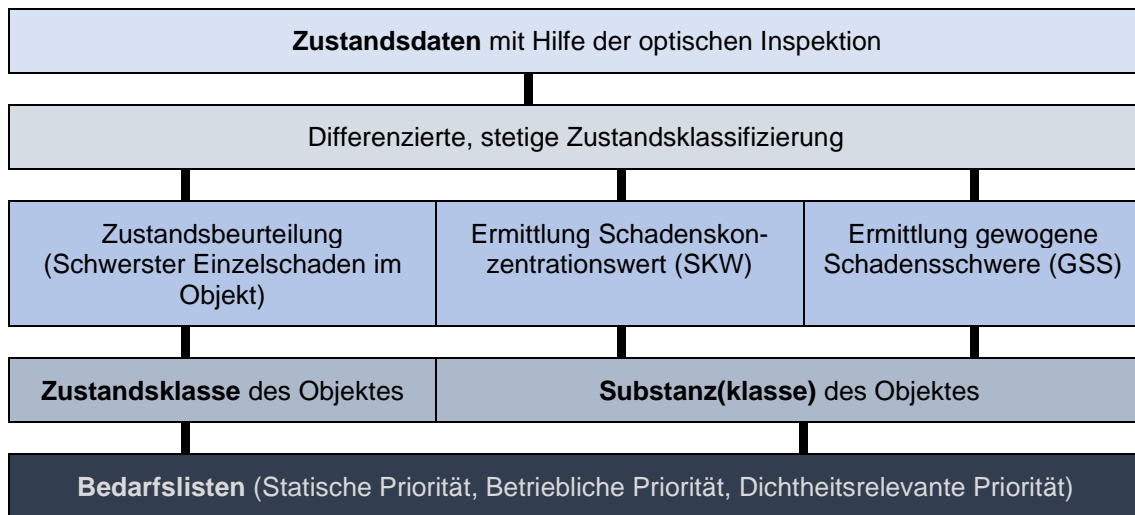 Zustandsdaten mit Hilfe der optischen Inspektion
Differenzierte, stetige Zustandsklassifizierung
Zustandsbeurteilung
(Schwerster Einzelschaden im
Objekt)
Ermittlung Schadenskon-
zentrationswert (SKW)
Ermittlung gewogene
Schadensschwere (GSS)
Zustandsklasse des Objektes
Substanz(klasse) des Objektes
Bedarfslisten (Statische Priorität, Betriebliche Priorität, Dichtheitsrelevante Priorität)